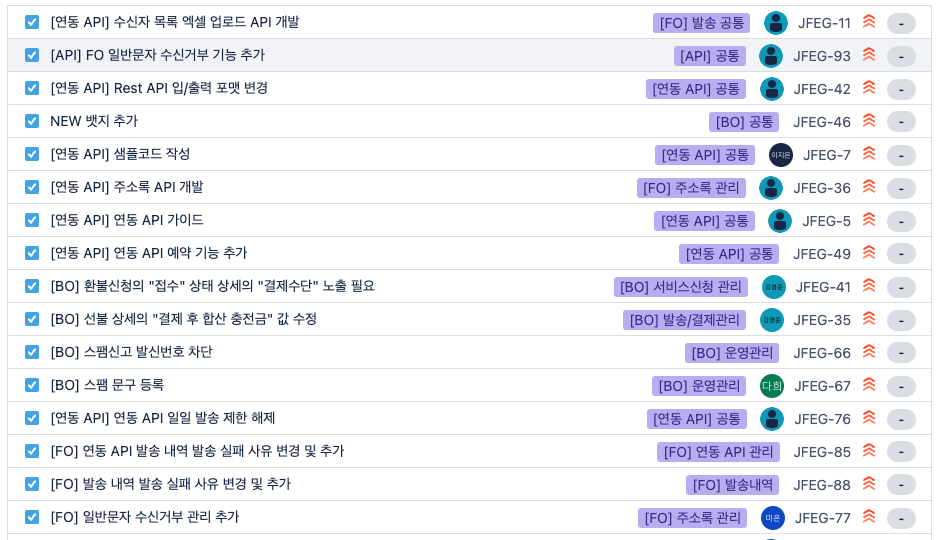 [연동 API] 수신자 목록 엑셀 업로드 API 개발 [FO] 발송 공통 JFEG-11 -
[API] FO 일반문자 수신거부 기능 추가 [API] 공통 JFEG-93 -
[연동 API] Rest API 입/출력 포맷 변경 [연동 API] 공통 JFEG-42 -
NEW 뱃지 추가 [BO] 공통 JFEG-46 -
[연동 API] 샘플코드 작성 [연동 API] 공통 이지은 JFEG-7 -
[연동 API] 주소록 API 개발 [FO] 주소록 관리 JFEG-36 -
[연동 API] 연동 API 가이드 [연동 API] 공통 JFEG-5 -
[연동 API] 연동 API 예약 기능 추가 [연동 API] 공통 JFEG-49 -
[BO] 환불신청의 "접수" 상태 상세의 "결제수단" 노출 필요 [BO] 서비스신청 관리 김영준 JFEG-41 -
[BO] 선불 상세의 "결제 후 합산 충전금" 값 수정 [BO] 발송/결제관리 김영준 JFEG-35 -
[BO] 스팸신고 발신번호 차단 [BO] 운영관리 JFEG-66 -
[BO] 스팸 문구 등록 [BO] 운영관리 다희 JFEG-67 -
[연동 API] 연동 API 일일 발송 제한 해제 [연동 API] 공통 JFEG-76 -
[FO] 연동 API 발송 내역 발송 실패 사유 변경 및 추가 [FO] 연동 API 관리 JFEG-85 -
[FO] 발송 내역 발송 실패 사유 변경 및 추가 [FO] 발송내역 JFEG-88 -
[FO] 일반문자 수신거부 관리 추가 [FO] 주소록 관리 미은 JFEG-77 -